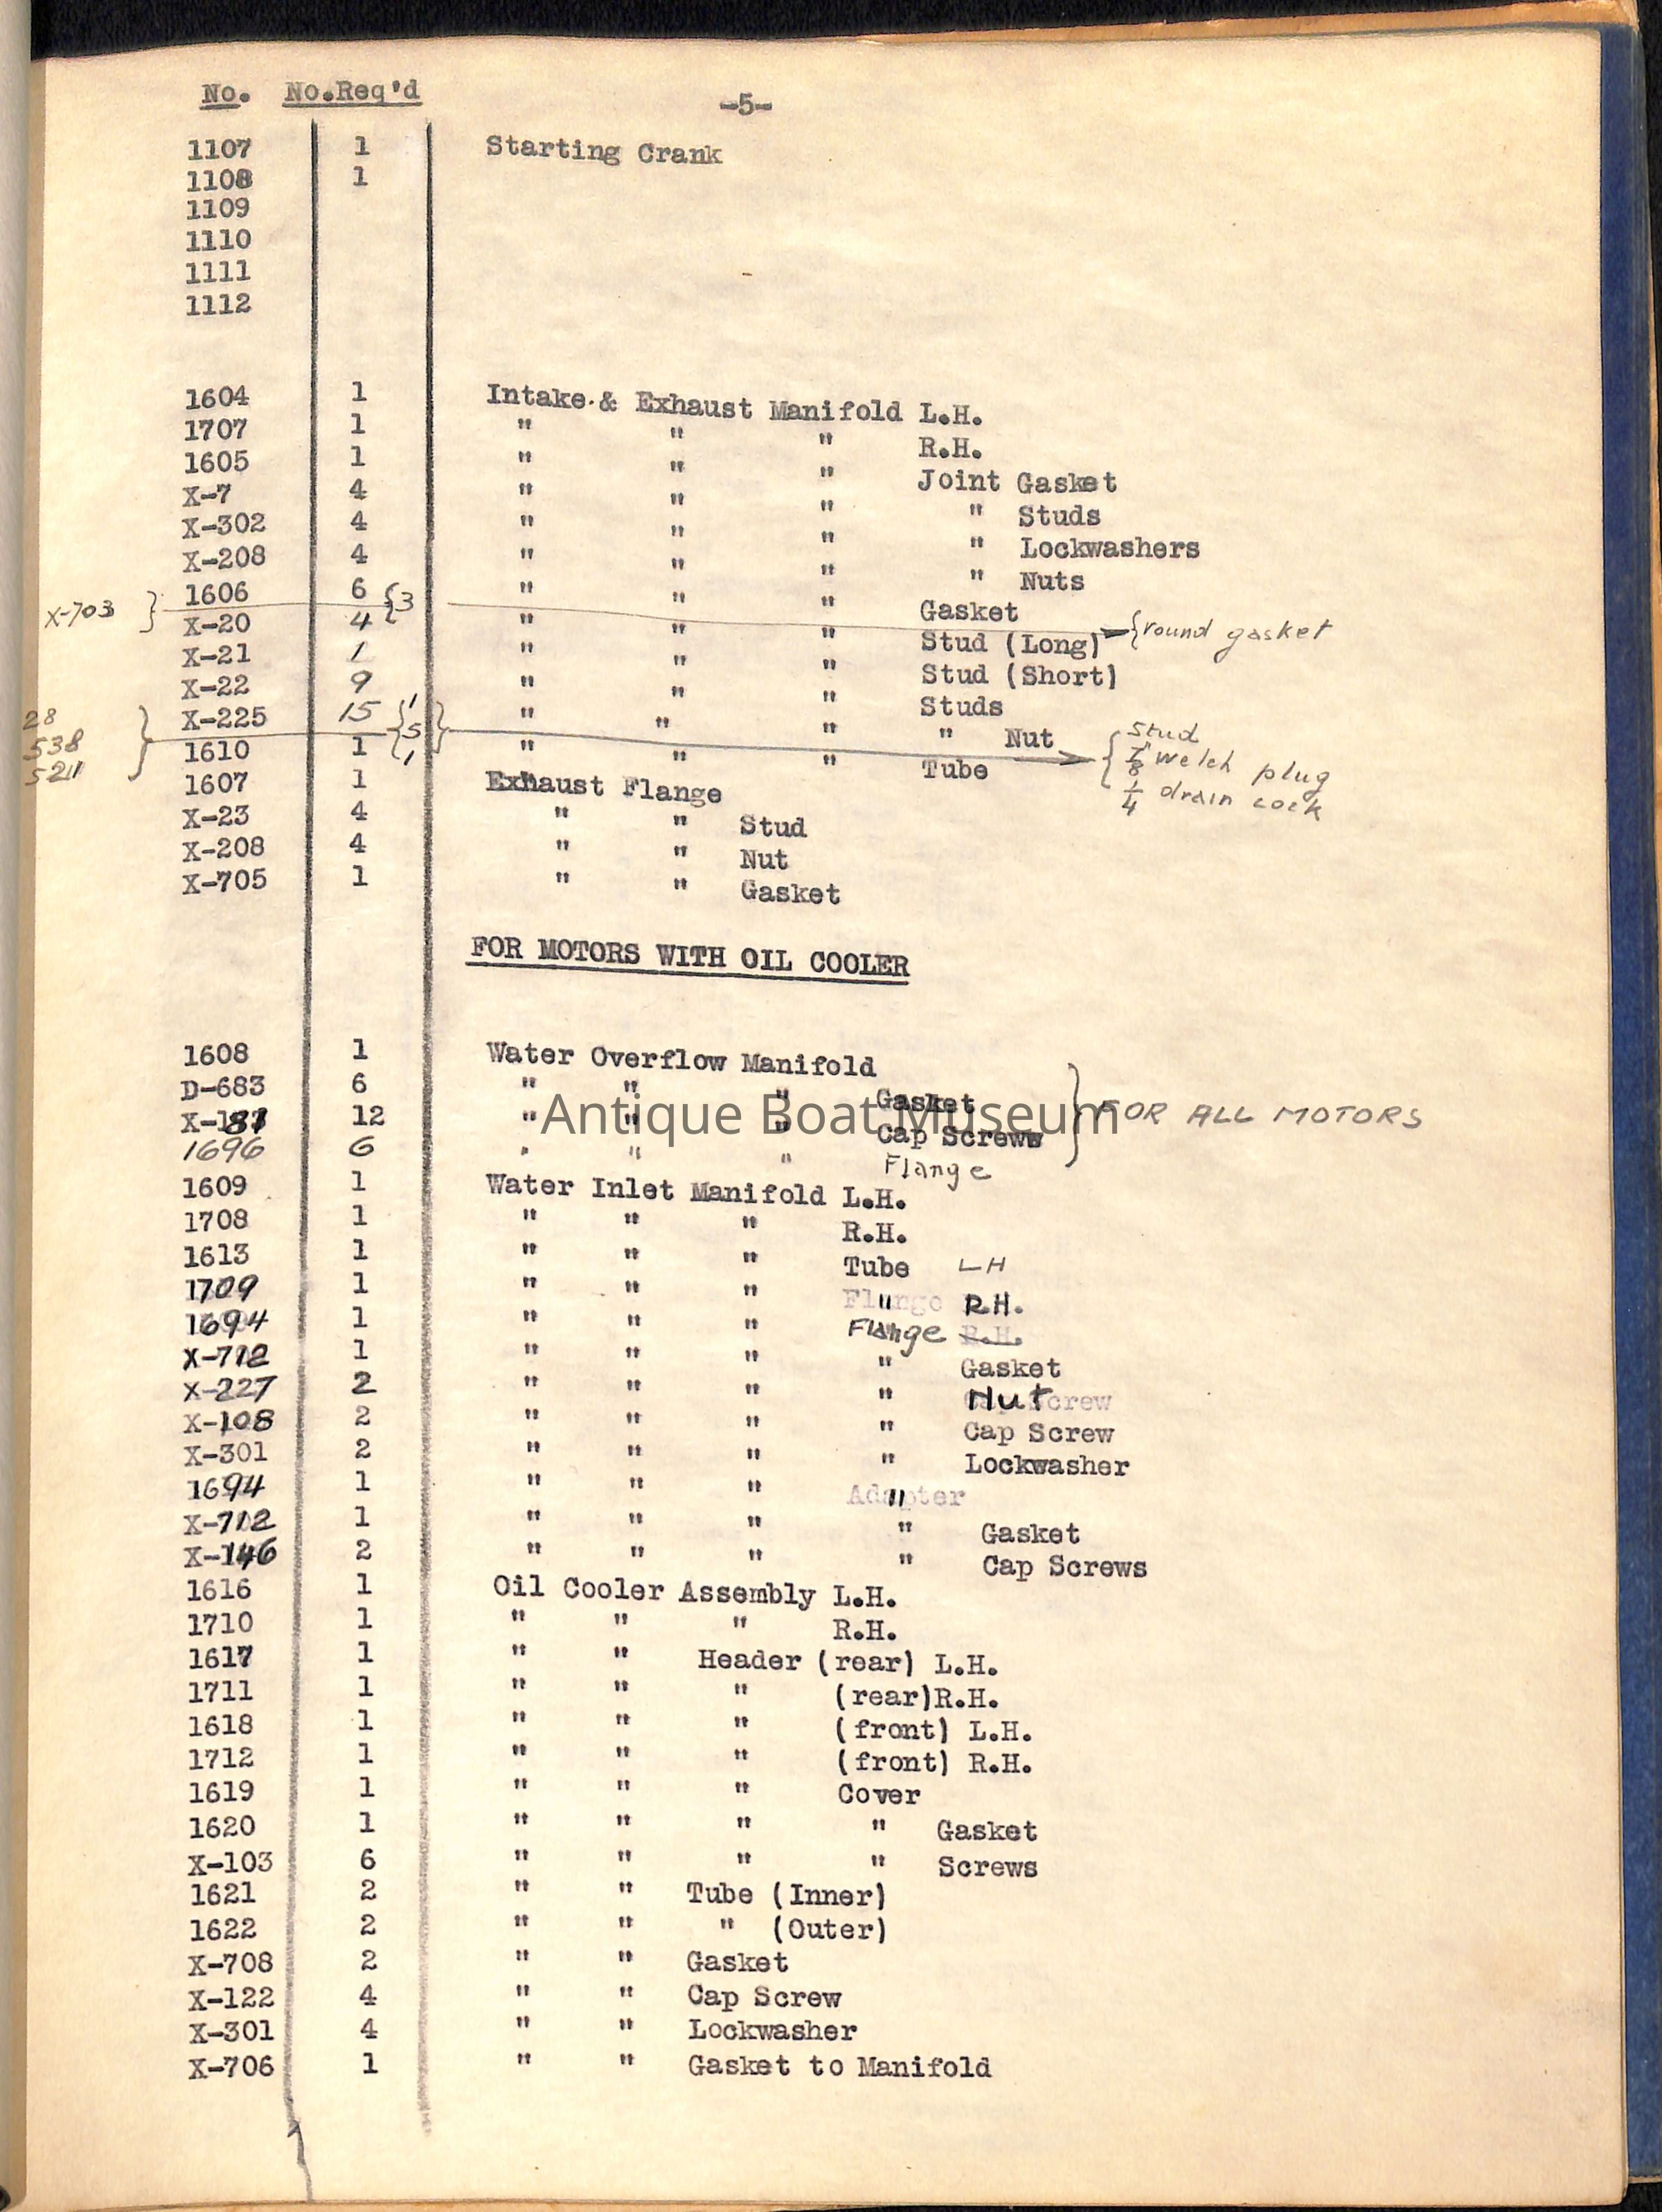 No. No.Req'd -5-
1107 1 Starting Crank
1108 1
1109
1110
1111
1112
1604 1 Intake & Exhaust Manifold L.H.
1707 1 " " " R.H.
1605 1 " " " Joint Gasket
X-7 4 " " " " Studs
X-302 4 " " " " Lockwashers
X-208 4 " " " " Nuts
1606 6 " " " Gasket
X-703 } { 3 { round gasket
X-20 4 " " " Stud (Long)
X-21 1 " " " Stud (Short)
X-22 9 " " " Studs
X-225 15 " " " " Nut
28 1 stud
538 } { 5 } { 7/8" welch plug
5211 1 1/4 drain cock
1610 1 " " " Tube
1607 1 Exhaust Flange
X-23 4 " " Stud
X-208 4 " " Nut
X-705 1 " " Gasket
FOR MOTORS WITH OIL COOLER
1608 1 Water Overflow Manifold
D-683 6 " " " Gasket
Antique Boat Museum
X-181 12 " " " Cap Screws } FOR ALL MOTORS
1696 6 " " " Flange
1609 1 Water Inlet Manifold L.H.
1708 1 " " " R.H.
1613 1 " " " Tube LH
1709 1 " " " " R.H.
1694 1 " " " Flange R.H.
X-712 1 " " " " Gasket
X-227 2 " " " " Nut
X-108 2 " " " " Cap Screw
X-301 2 " " " " Lockwasher
1694 1 " " " "
X-712 1 " " " " Gasket
X-146 2 " " " " Cap Screws
1616 1 Oil Cooler Assembly L.H.
1710 1 " " " R.H.
1617 1 " " Header (rear) L.H.
1711 1 " " " (rear)R.H.
1618 1 " " " (front) L.H.
1712 1 " " " (front) R.H.
1619 1 " " " Cover
1620 1 " " " " Gasket
X-103 6 " " " " Screws
1621 2 " " Tube (Inner)
1622 2 " " " (Outer)
X-708 2 " " Gasket
X-122 4 " " Cap Screw
X-301 4 " " Lockwasher
X-706 1 " " Gasket to Manifold